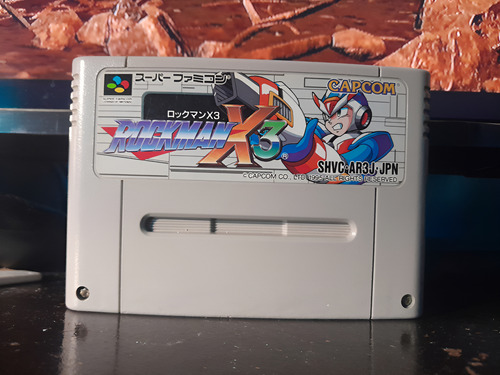 スーパーファミコン
CAPCOM
ロックマンX3
ROCKMAN X3
®
SHVC-AR3J-JPN
©CAPCOM CO., LTD 1995 ALL RIGHTS RESERVED